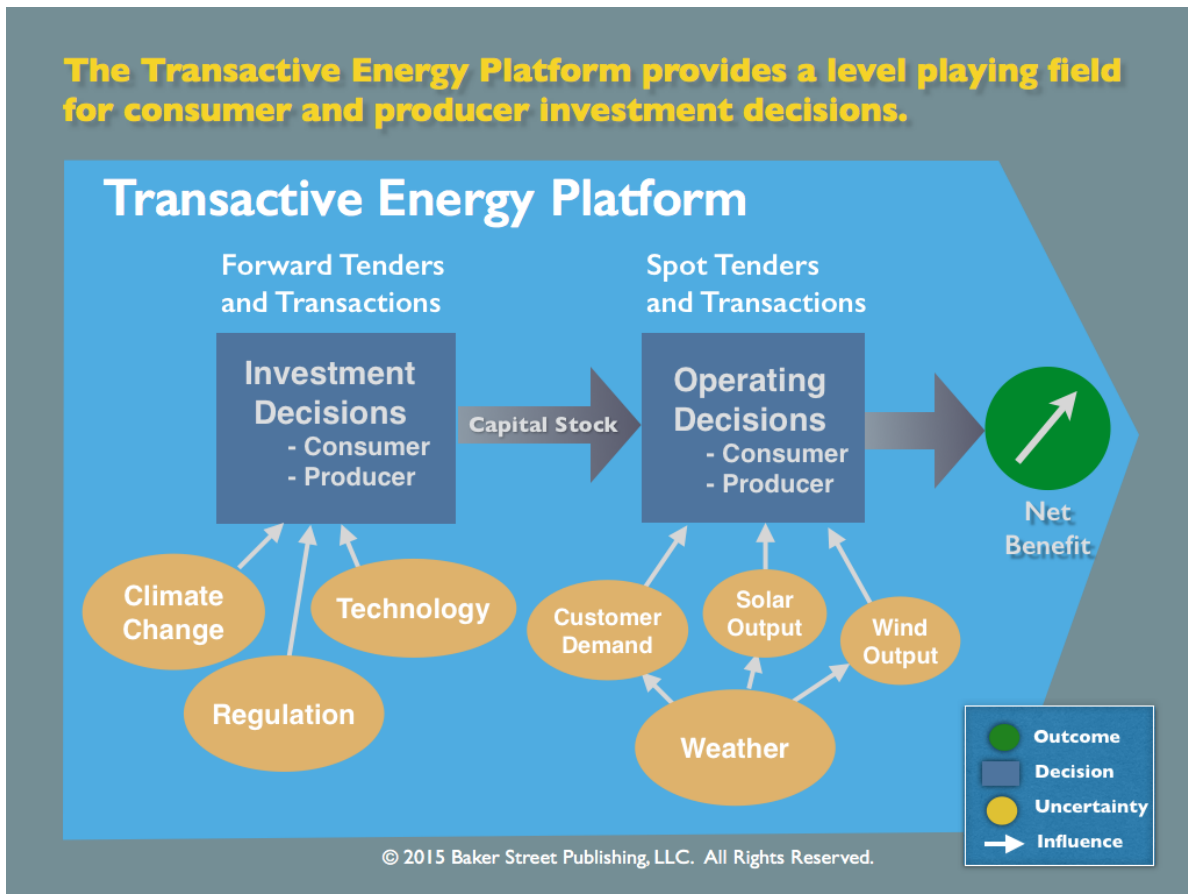 The Transactive Energy Platform provides a level playing field
for consumer and producer investment decisions.
Transactive Energy Platform
Forward Tenders
and Transactions
Spot Tenders
and Transactions
Investment
Decisions
- Consumer
- Producer
Capital Stock
Operating
Decisions
- Consumer
- Producer
Net
Benefit
Climate
Change
Technology
Regulation
Customer
Demand
Solar
Output
Wind
Output
Weather
Outcome
Decision
Uncertainty
Influence
© 2015 Baker Street Publishing, LLC. All Rights Reserved.